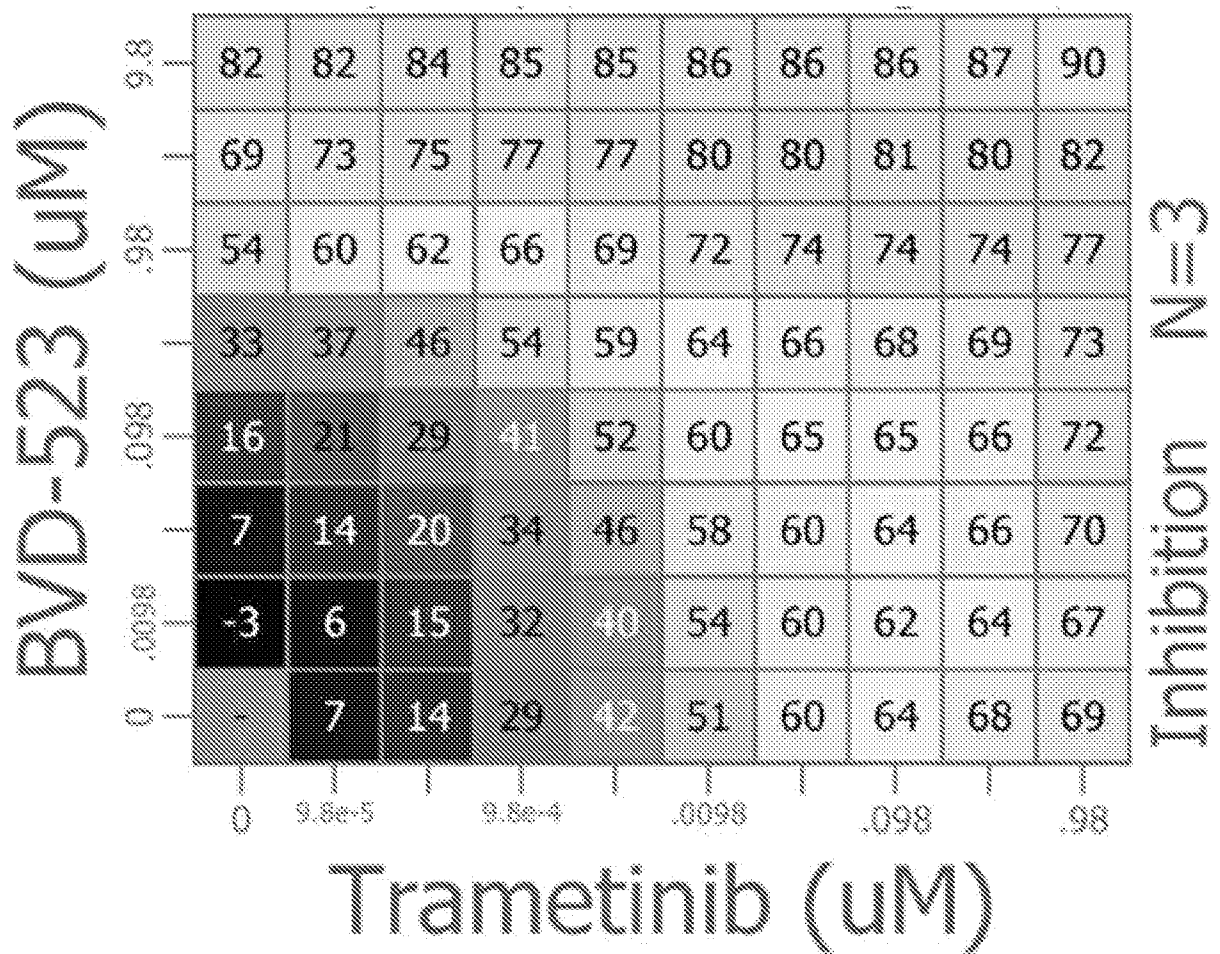 BVD-523 (uM)
9.8 82 82 84 85 85 86 86 86 87 90
69 73 75 77 77 80 80 81 80 82
.98 54 60 62 66 69 72 74 74 74 77
33 37 46 54 59 64 66 68 69 73
.098 16 21 29 41 52 60 65 65 66 72
7 14 20 34 46 58 60 64 66 70
.0098 -3 6 15 32 40 54 60 62 64 67
0 - 7 14 29 42 51 60 64 68 69
0 9.8e-5 9.8e-4 .0098 .098 .98
Trametinib (uM)
Inhibition N=3